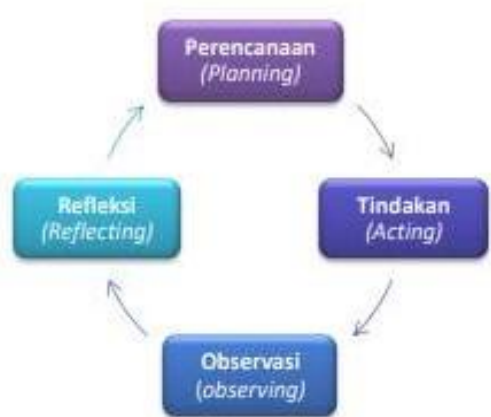 Perencanaan
(Planning)
Refleksi
(Reflecting)
Tindakan
(Acting)
Observasi
(observing)